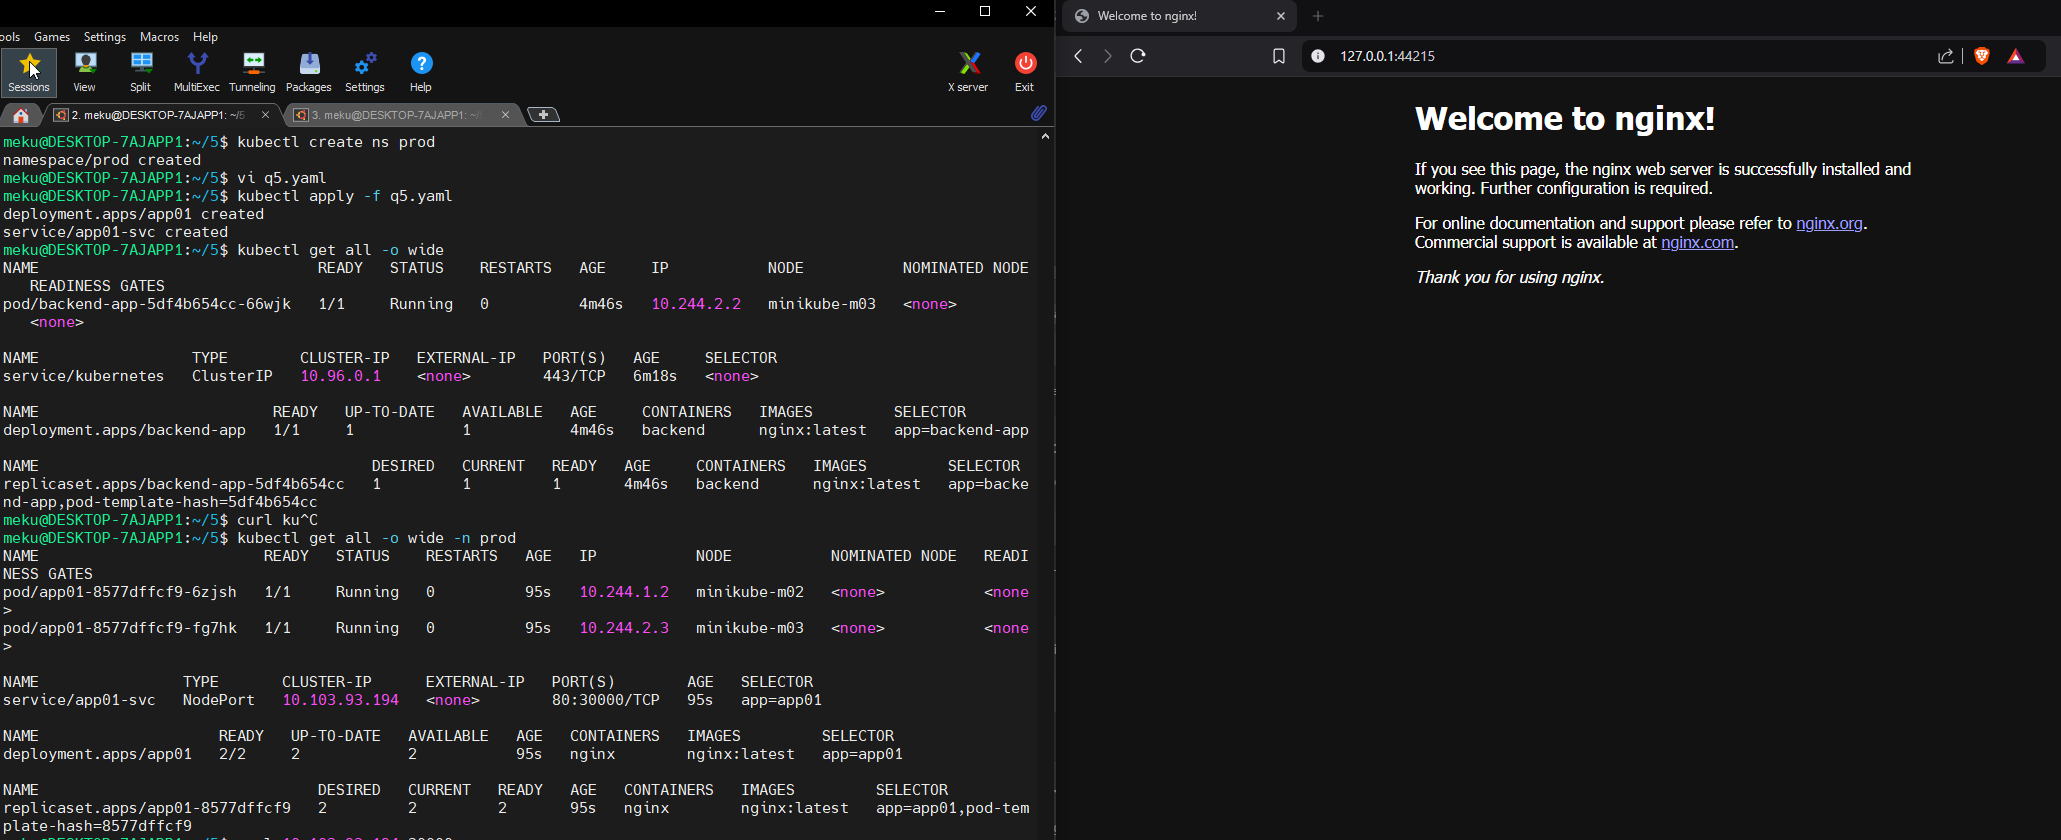 ools Games Settings Macros Help
Sessions View Split MultiExec Tunneling Packages Settings Help X server Exit
2. meku@DESKTOP-7AJAPP1: ~/5
3. meku@DESKTOP-7AJAPP1: ~/
meku@DESKTOP-7AJAPP1:~/5$ kubectl create ns prod
namespace/prod created
meku@DESKTOP-7AJAPP1:~/5$ vi q5.yaml
meku@DESKTOP-7AJAPP1:~/5$ kubectl apply -f q5.yaml
deployment.apps/app01 created
service/app01-svc created
meku@DESKTOP-7AJAPP1:~/5$ kubectl get all -o wide
NAME READY STATUS RESTARTS AGE IP NODE NOMINATED NODE
READINESS GATES
pod/backend-app-5df4b654cc-66wjk 1/1 Running 0 4m46s 10.244.2.2 minikube-m03 <none>
<none>
NAME TYPE CLUSTER-IP EXTERNAL-IP PORT(S) AGE SELECTOR
service/kubernetes ClusterIP 10.96.0.1 <none> 443/TCP 6m18s <none>
NAME READY UP-TO-DATE AVAILABLE AGE CONTAINERS IMAGES SELECTOR
deployment.apps/backend-app 1/1 1 1 4m46s backend nginx:latest app=backend-app
NAME DESIRED CURRENT READY AGE CONTAINERS IMAGES SELECTOR
replicaset.apps/backend-app-5df4b654cc 1 1 1 4m46s backend nginx:latest app=backe
nd-app,pod-template-hash=5df4b654cc
meku@DESKTOP-7AJAPP1:~/5$ curl ku^C
meku@DESKTOP-7AJAPP1:~/5$ kubectl get all -o wide -n prod
NAME READY STATUS RESTARTS AGE IP NODE NOMINATED NODE READI
NESS GATES
pod/app01-8577dffcf9-6zjsh 1/1 Running 0 95s 10.244.1.2 minikube-m02 <none> <none
>
pod/app01-8577dffcf9-fg7hk 1/1 Running 0 95s 10.244.2.3 minikube-m03 <none> <none
>
NAME TYPE CLUSTER-IP EXTERNAL-IP PORT(S) AGE SELECTOR
service/app01-svc NodePort 10.103.93.194 <none> 80:30000/TCP 95s app=app01
NAME READY UP-TO-DATE AVAILABLE AGE CONTAINERS IMAGES SELECTOR
deployment.apps/app01 2/2 2 2 95s nginx nginx:latest app=app01
NAME DESIRED CURRENT READY AGE CONTAINERS IMAGES SELECTOR
replicaset.apps/app01-8577dffcf9 2 2 2 95s nginx nginx:latest app=app01,pod-tem
plate-hash=8577dffcf9
Welcome to nginx!
127.0.0.1:44215
Welcome to nginx!
If you see this page, the nginx web server is successfully installed and
working. Further configuration is required.
For online documentation and support please refer to nginx.org.
Commercial support is available at nginx.com.
Thank you for using nginx.